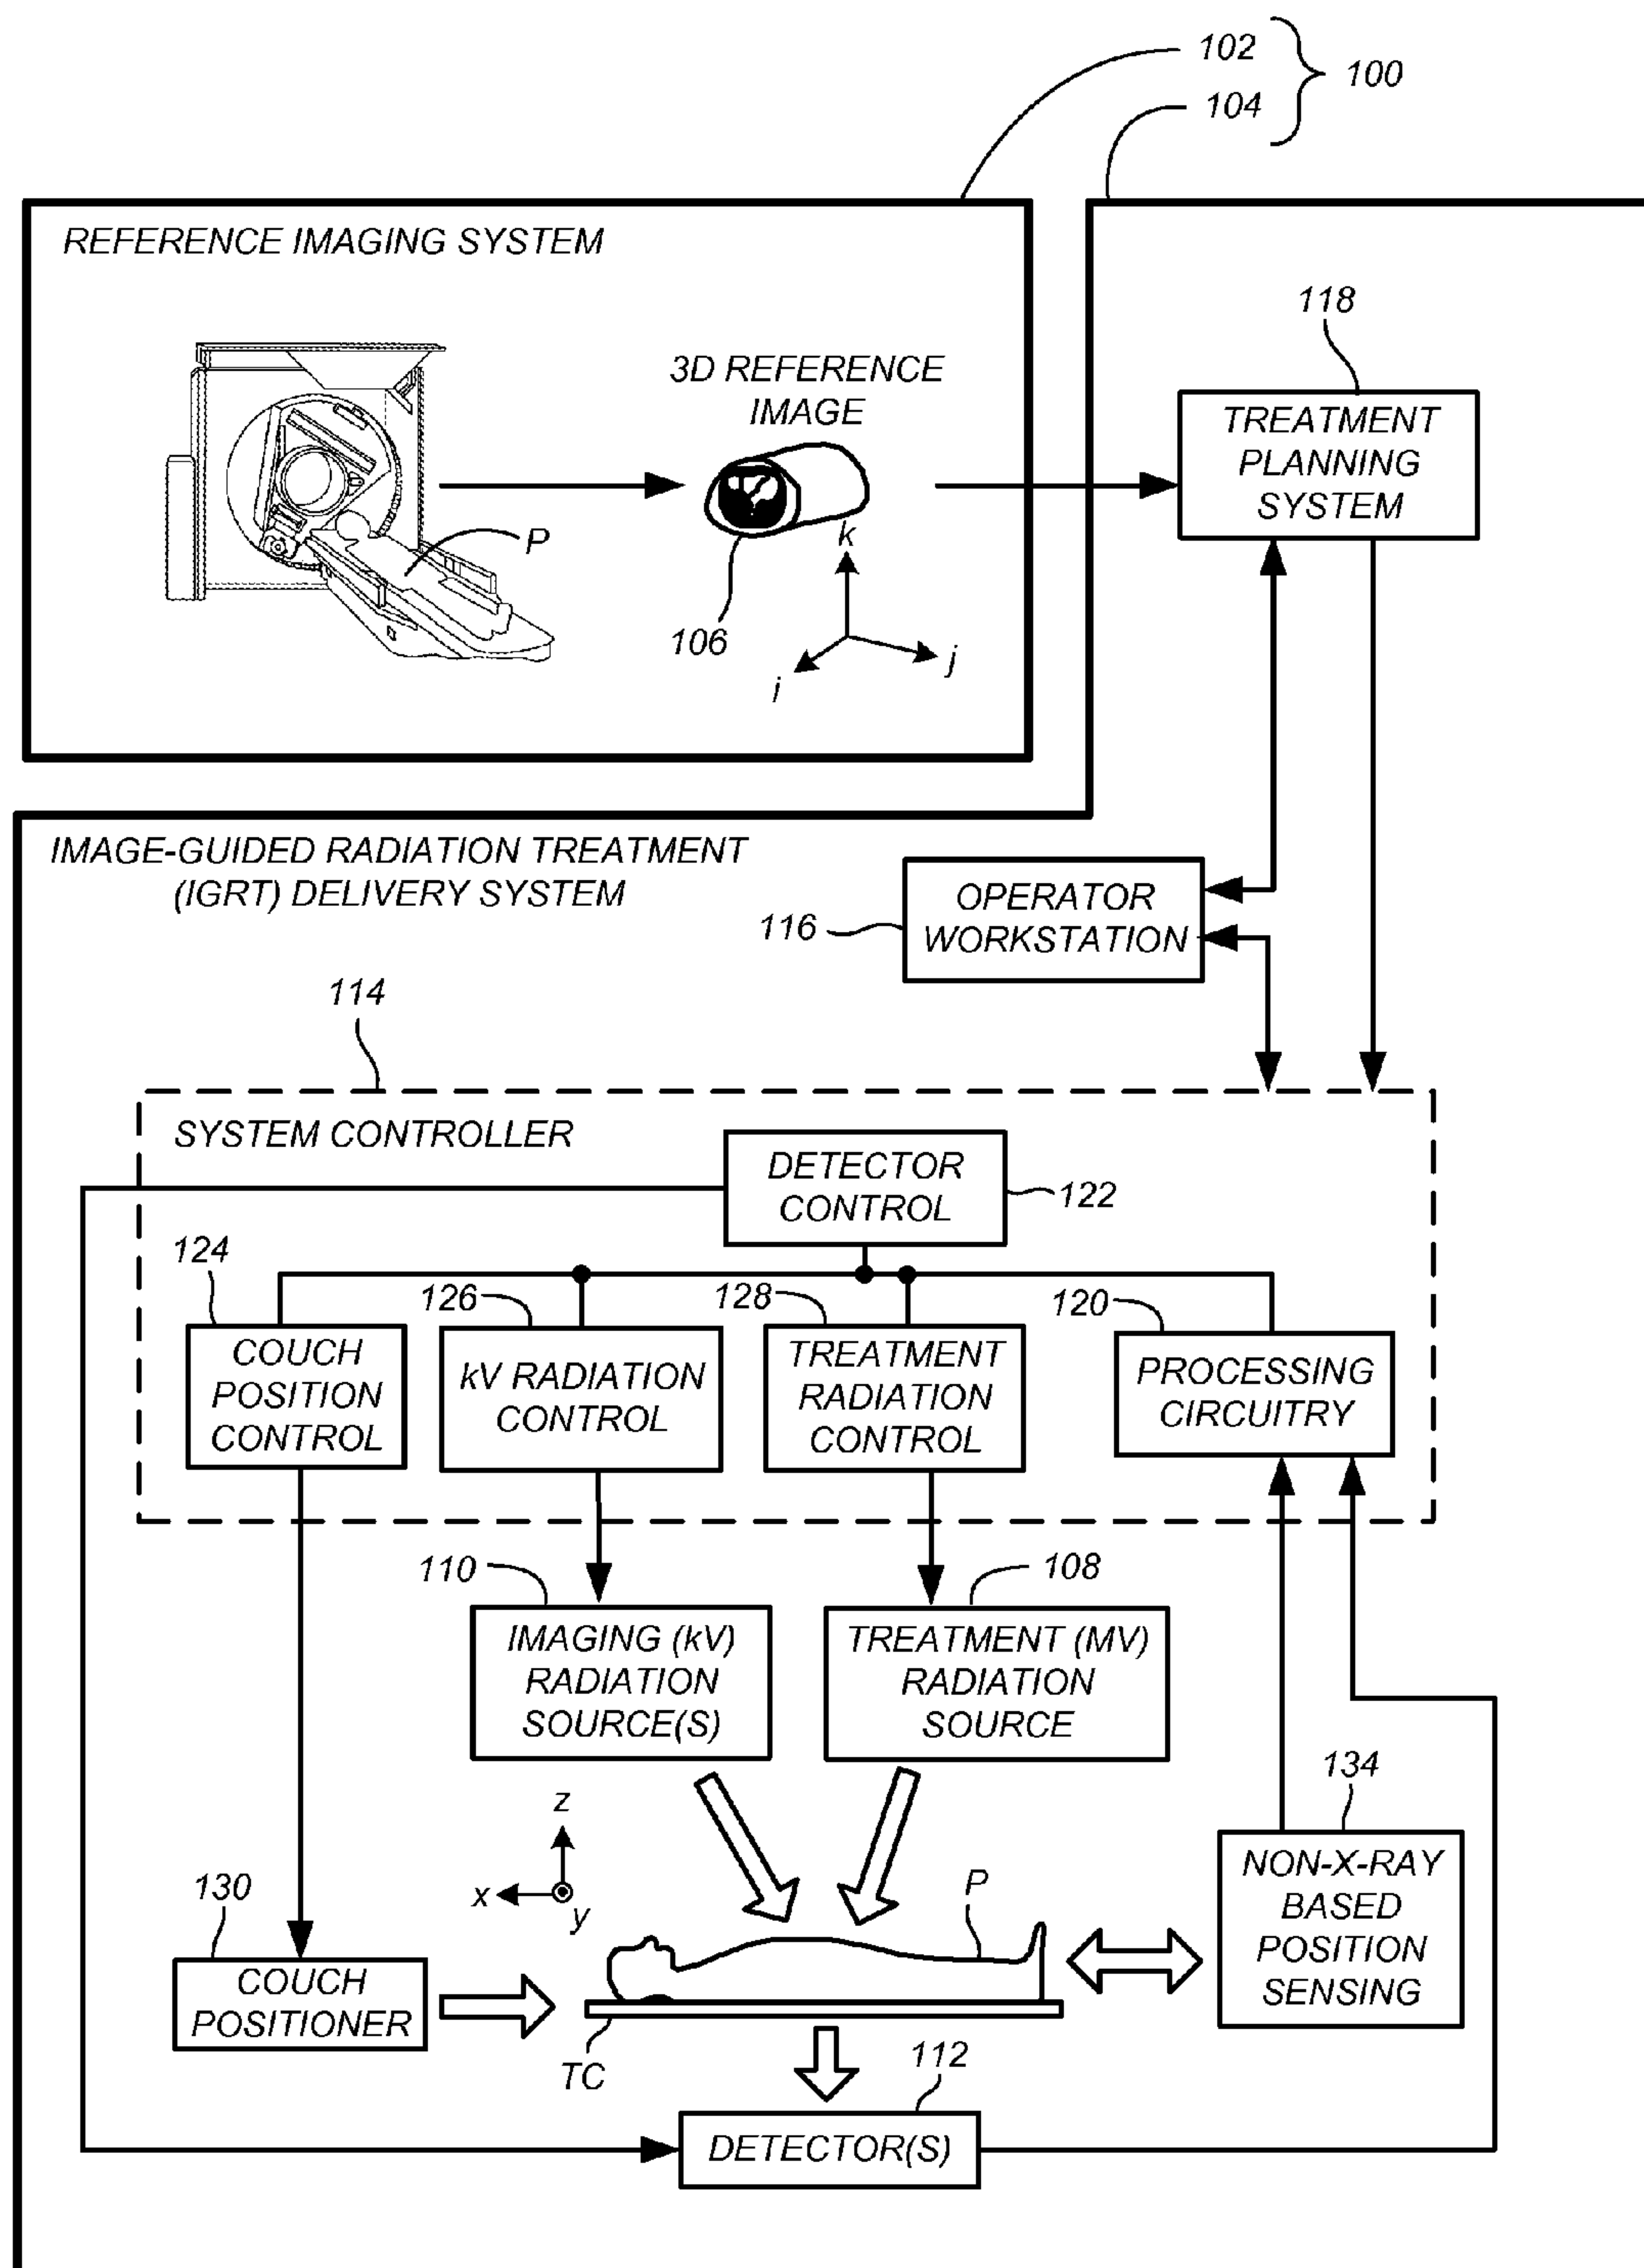 102
100
104
REFERENCE IMAGING SYSTEM
118
3D REFERENCE
IMAGE
TREATMENT
PLANNING
SYSTEM
P
k
106
j
i
IMAGE-GUIDED RADIATION TREATMENT
(IGRT) DELIVERY SYSTEM
116
OPERATOR
WORKSTATION
114
SYSTEM CONTROLLER
DETECTOR
CONTROL
122
124
126
128
120
COUCH
POSITION
CONTROL
kV RADIATION
CONTROL
TREATMENT
RADIATION
CONTROL
PROCESSING
CIRCUITRY
110
108
IMAGING (kV)
RADIATION
SOURCE(S)
TREATMENT (MV)
RADIATION
SOURCE
134
z
x
y
130
P
NON-X-RAY
BASED
POSITION
SENSING
COUCH
POSITIONER
TC
112
DETECTOR(S)